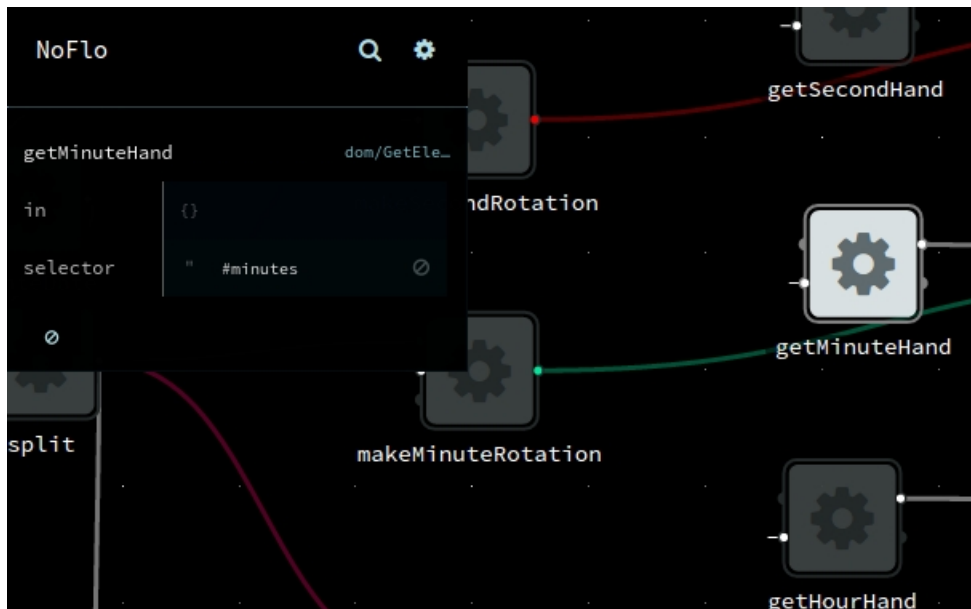 NoFlo
getSecondHand
getMinuteHand dom/GetEle…
in {}
ndRotation
selector " #minutes
getMinuteHand
split
makeMinuteRotation
getHourHand